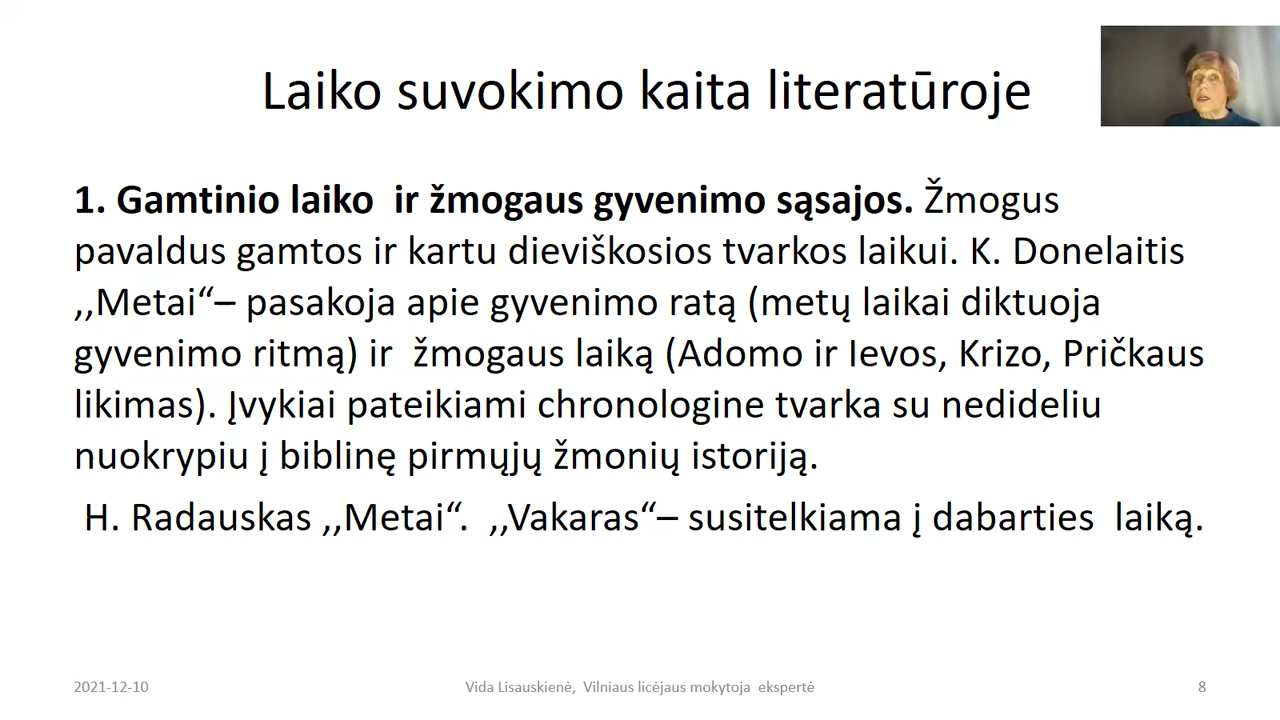 Laiko suvokimo kaita literatūroje
1. Gamtinio laiko  ir žmogaus gyvenimo sąsajos. Žmogus
pavaldus gamtos ir kartu dieviškosios tvarkos laikui. K. Donelaitis
,,Metai“– pasakoja apie gyvenimo ratą (metų laikai diktuoja
gyvenimo ritmą) ir  žmogaus laiką (Adomo ir Ievos, Krizo, Pričkaus
likimas). Įvykiai pateikiami chronologine tvarka su nedideliu
nuokrypiu į biblinę pirmųjų žmonių istoriją.
H. Radauskas ,,Metai“.  ,,Vakaras“– susitelkiama į dabarties  laiką.
2021-12-10
Vida Lisauskienė,  Vilniaus licėjaus mokytoja  ekspertė
8